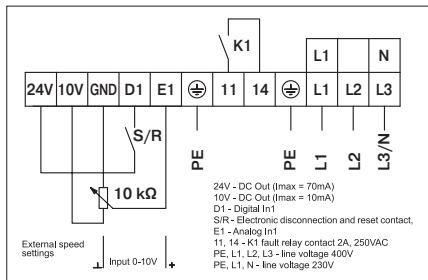 K1
L1 N
24V 10V GND D1 E1 11 14 L1 L2 L3
S/R
PE PE L1 L2 L3/N
10 kΩ
24V - DC Out (Imax = 70mA)
10V - DC Out (Imax = 10mA)
D1 - Digital In1
S/R - Electronic disconnection and reset contact,
E1 - Analog In1
11, 14 - K1 fault relay contact 2A, 250VAC
PE, L1, L2, L3 - line voltage 400V
PE, L1, N - line voltage 230V
External speed
settings
⊥ Input 0-10V +